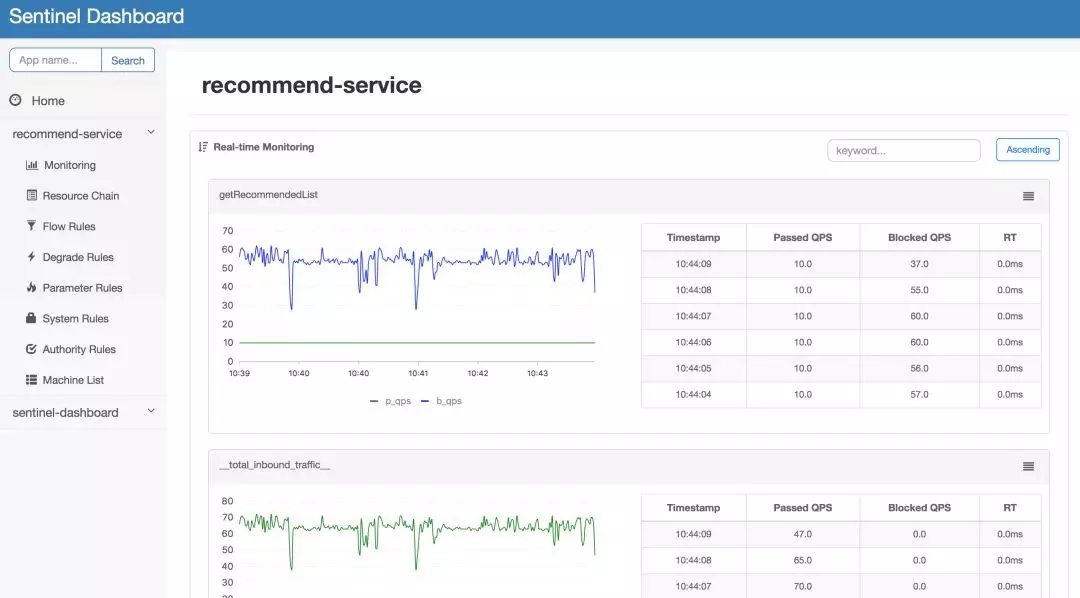 Sentinel Dashboard
App name...
Search
Home
recommend-service
Monitoring
Resource Chain
Flow Rules
Degrade Rules
Parameter Rules
System Rules
Authority Rules
Machine List
sentinel-dashboard
recommend-service
Real-time Monitoring
keyword...
Ascending
getRecommendedList
70
60
50
40
30
20
10
0
10:39 10:40 10:40 10:41 10:42 10:43
p_qps b_qps
Timestamp Passed QPS Blocked QPS RT
10:44:09 10.0 37.0 0.0ms
10:44:08 10.0 55.0 0.0ms
10:44:07 10.0 60.0 0.0ms
10:44:06 10.0 60.0 0.0ms
10:44:05 10.0 56.0 0.0ms
10:44:04 10.0 57.0 0.0ms
__total_inbound_traffic__
80
70
60
50
40
30
20
Timestamp Passed QPS Blocked QPS RT
10:44:09 47.0 0.0 0.0ms
10:44:08 65.0 0.0 0.0ms
10:44:07 70.0 0.0 0.0ms